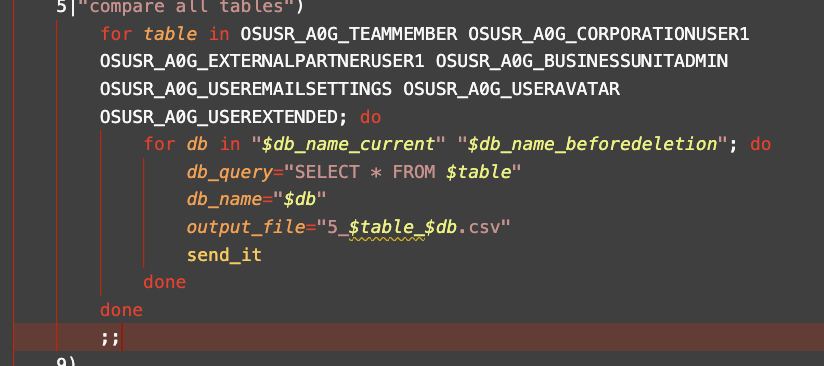 5|"compare all tables")
for table in OSUSR_A0G_TEAMMEMBER OSUSR_A0G_CORPORATIONUSER1
OSUSR_A0G_EXTERNALPARTNERUSER1 OSUSR_A0G_BUSINESSUNITADMIN
OSUSR_A0G_USEREMAILSETTINGS OSUSR_A0G_USERAVATAR
OSUSR_A0G_USEREXTENDED; do
for db in "$db_name_current" "$db_name_beforedeletion"; do
db_query="SELECT * FROM $table"
db_name="$db"
output_file="5_$table_$db.csv"
send_it
done
done
;;
9)